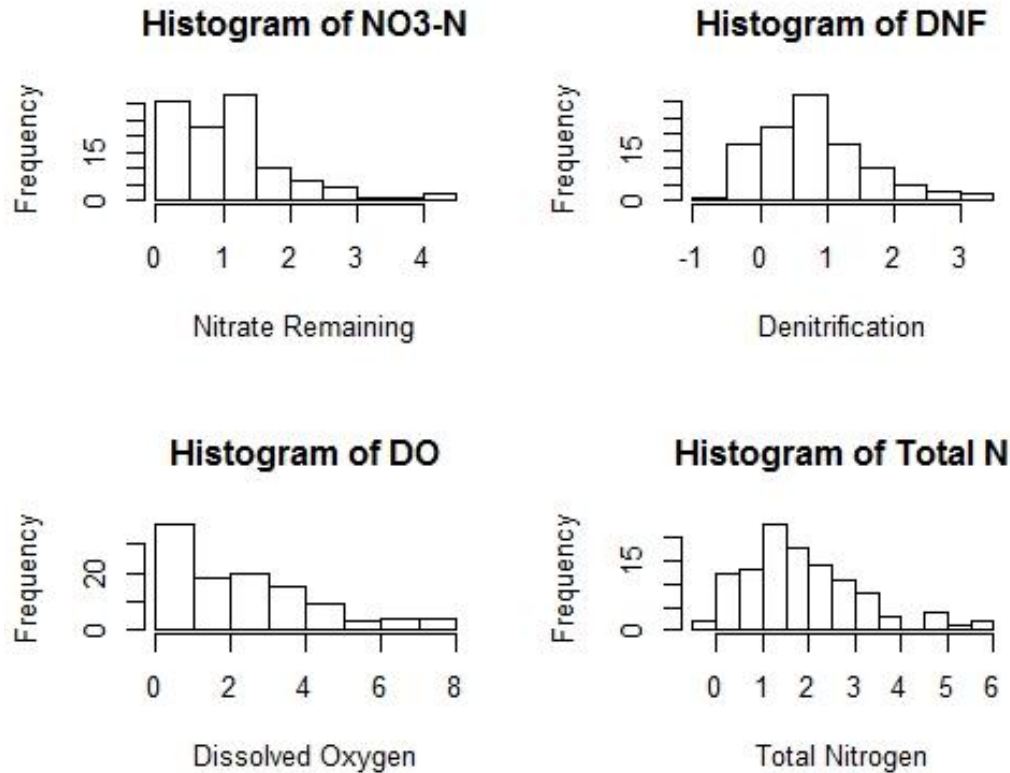 Histogram of NO3-N
Frequency
15
0
0 1 2 3 4
Nitrate Remaining
Histogram of DNF
Frequency
15
0
-1 0 1 2 3
Denitrification
Histogram of DO
Frequency
20
0
0 2 4 6 8
Dissolved Oxygen
Histogram of Total N
Frequency
15
0
0 1 2 3 4 5 6
Total Nitrogen